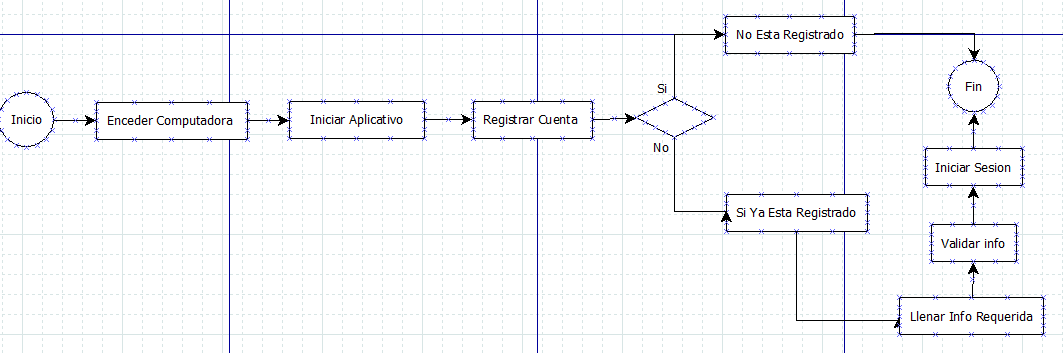 Inicio
Enceder Computadora
Iniciar Aplicativo
Registrar Cuenta
Si
No
No Esta Registrado
Si Ya Esta Registrado
Llenar Info Requerida
Validar info
Iniciar Sesion
Fin